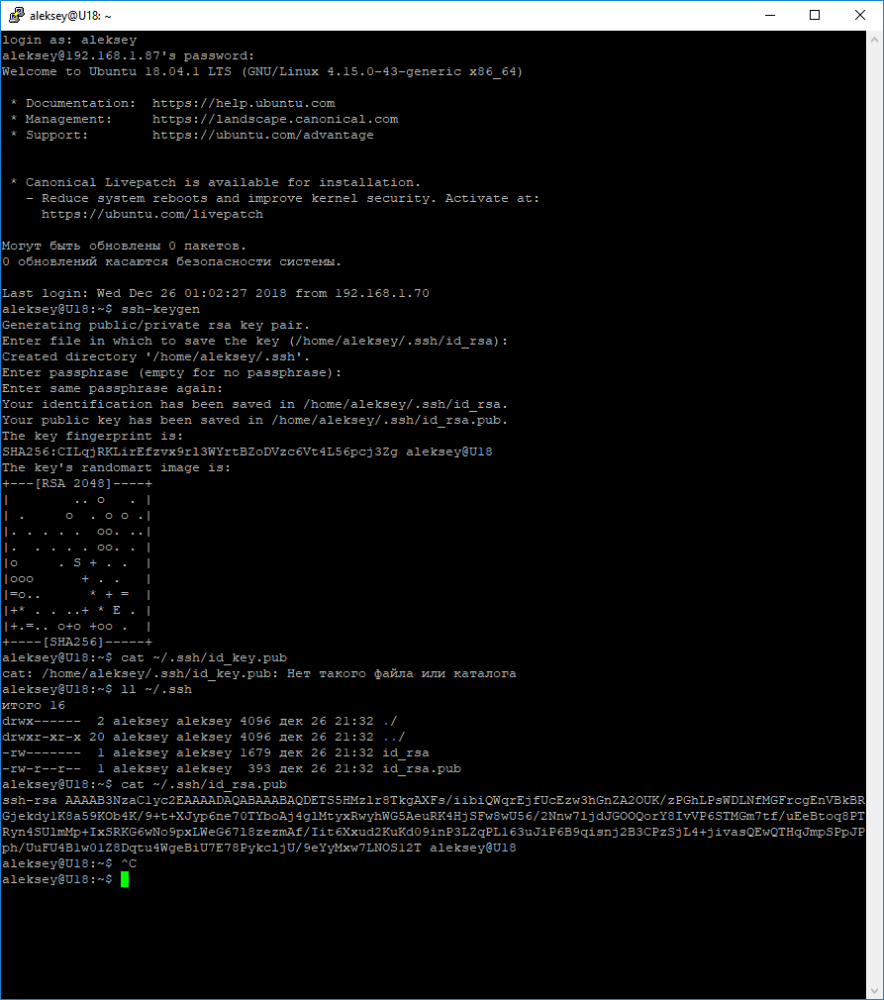 aleksey@U18: ~
login as: aleksey
aleksey@192.168.1.87's password:
Welcome to Ubuntu 18.04.1 LTS (GNU/Linux 4.15.0-43-generic x86_64)
* Documentation:  https://help.ubuntu.com
* Management:     https://landscape.canonical.com
* Support:        https://ubuntu.com/advantage
* Canonical Livepatch is available for installation.
- Reduce system reboots and improve kernel security. Activate at:
https://ubuntu.com/livepatch
Могут быть обновлены 0 пакетов.
0 обновлений касаются безопасности системы.
Last login: Wed Dec 26 01:02:27 2018 from 192.168.1.70
aleksey@U18:~$ ssh-keygen
Generating public/private rsa key pair.
Enter file in which to save the key (/home/aleksey/.ssh/id_rsa):
Created directory '/home/aleksey/.ssh'.
Enter passphrase (empty for no passphrase):
Enter same passphrase again:
Your identification has been saved in /home/aleksey/.ssh/id_rsa.
Your public key has been saved in /home/aleksey/.ssh/id_rsa.pub.
The key fingerprint is:
SHA256:CILqjRKLirEfzvx9rl3WYrtBZoDVzc6Vt4L56pcj3Zg aleksey@U18
The key's randomart image is:
+---[RSA 2048]----+
|        .. o   . |
| .     o  . o o .|
|. . . . .  oo. ..|
|.  . . . . oo. . |
|o     . S + . .  |
|ooo      + . .   |
|=o..      * + =  |
|+* . . ..+ * E . |
|+.=.. o+o +oo .  |
+----[SHA256]-----+
aleksey@U18:~$ cat ~/.ssh/id_key.pub
cat: /home/aleksey/.ssh/id_key.pub: Нет такого файла или каталога
aleksey@U18:~$ ll ~/.ssh
итого 16
drwx------  2 aleksey aleksey 4096 дек 26 21:32 ./
drwxr-xr-x 20 aleksey aleksey 4096 дек 26 21:32 ../
-rw-------  1 aleksey aleksey 1679 дек 26 21:32 id_rsa
-rw-r--r--  1 aleksey aleksey  393 дек 26 21:32 id_rsa.pub
aleksey@U18:~$ cat ~/.ssh/id_rsa.pub
ssh-rsa AAAAB3NzaC1yc2EAAAADAQABAAABAQDETS5HMzlr8TkgAXFs/iibiQWqrEjfUcEzw3hGnZA2OUK/zPGhLPsWDLNfMGFrcgEnVBkBR
Gjekdy1K8a59KOb4K/9+t+XJyp6ne70TYboAj4glMtyxRwyhWG5AeuRK4HjSFw8wU56/2Nnw7ljdJGOOQorY8IvVP6STMGm7tf/uEeBtoq8PT
Ryn4SUlmMp+IxSRKG6wNo9pxLWeG67l8zezmAf/Iit6Xxud2KuKd09inP3LZqPL163uJiP6B9qisnj2B3CPzSjL4+jivasQEwQTHqJmpSPpJP
ph/UuFU4Blw01Z8Dqtu4WgeBiU7E78PykcljU/9eYyMxw7LNOS12T aleksey@U18
aleksey@U18:~$ ^C
aleksey@U18:~$